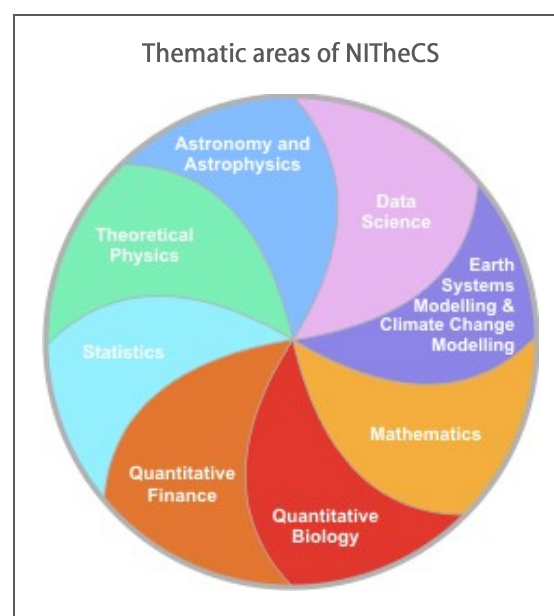 Thematic areas of NITheCS
Astronomy and
Astrophysics
Data
Science
Theoretical
Physics
Earth
Systems
Modelling &
Climate Change
Modelling
Statistics
Mathematics
Quantitative
Finance
Quantitative
Biology